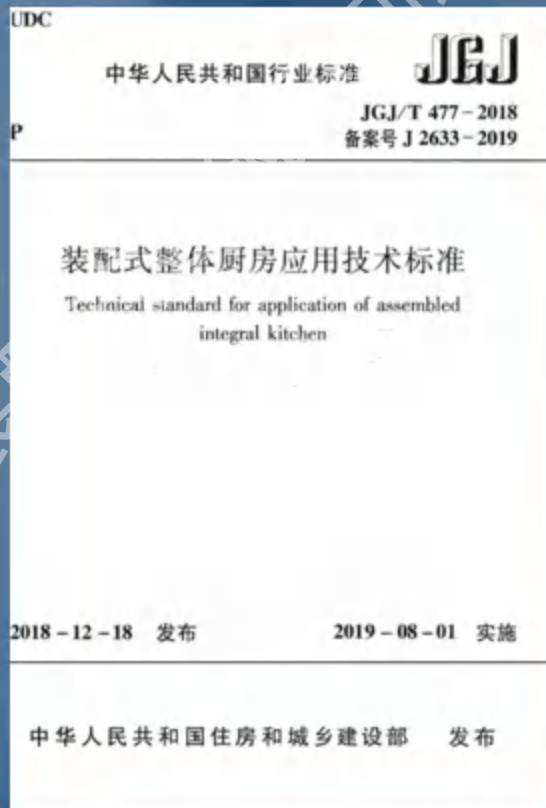 UDC
中华人民共和国行业标准 JGJ
P
JGJ/T 477-2018
备案号 J 2633-2019
装配式整体厨房应用技术标准
Technical standard for application of assembled
integral kitchen
2018-12-18 发布 2019-08-01 实施
中华人民共和国住房和城乡建设部 发布